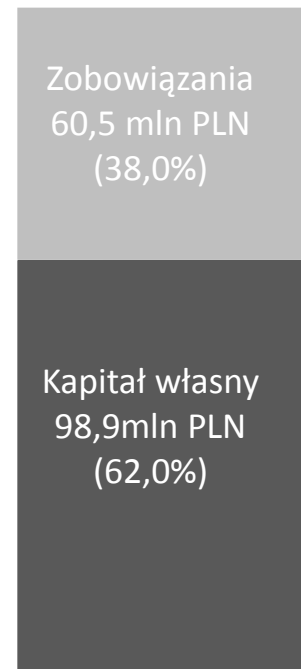 Zobowiązania
60,5 mln PLN
(38,0%)
Kapitał własny
98,9mln PLN
(62,0%)